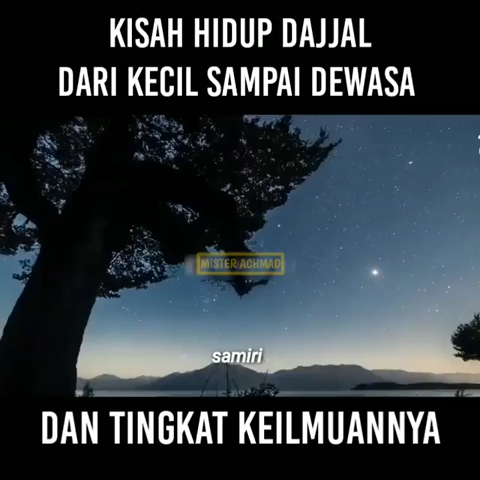 KISAH HIDUP DAJJAL
DARI KECIL SAMPAI DEWASA
MISTER ACHMAD
samiri
DAN TINGKAT KEILMUANNYA